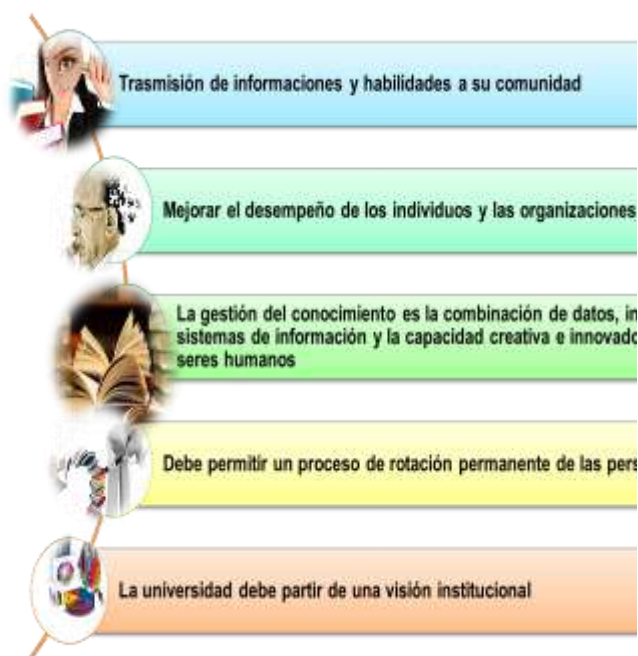 Trasmisión de informaciones y habilidades a su comunidad
Mejorar el desempeño de los individuos y las organizaciones
La gestión del conocimiento es la combinación de datos,
sistemas de información y la capacidad creativa e
seres humanos
Debe permitir un proceso de rotación permanente de las
La universidad debe partir de una visión institucional